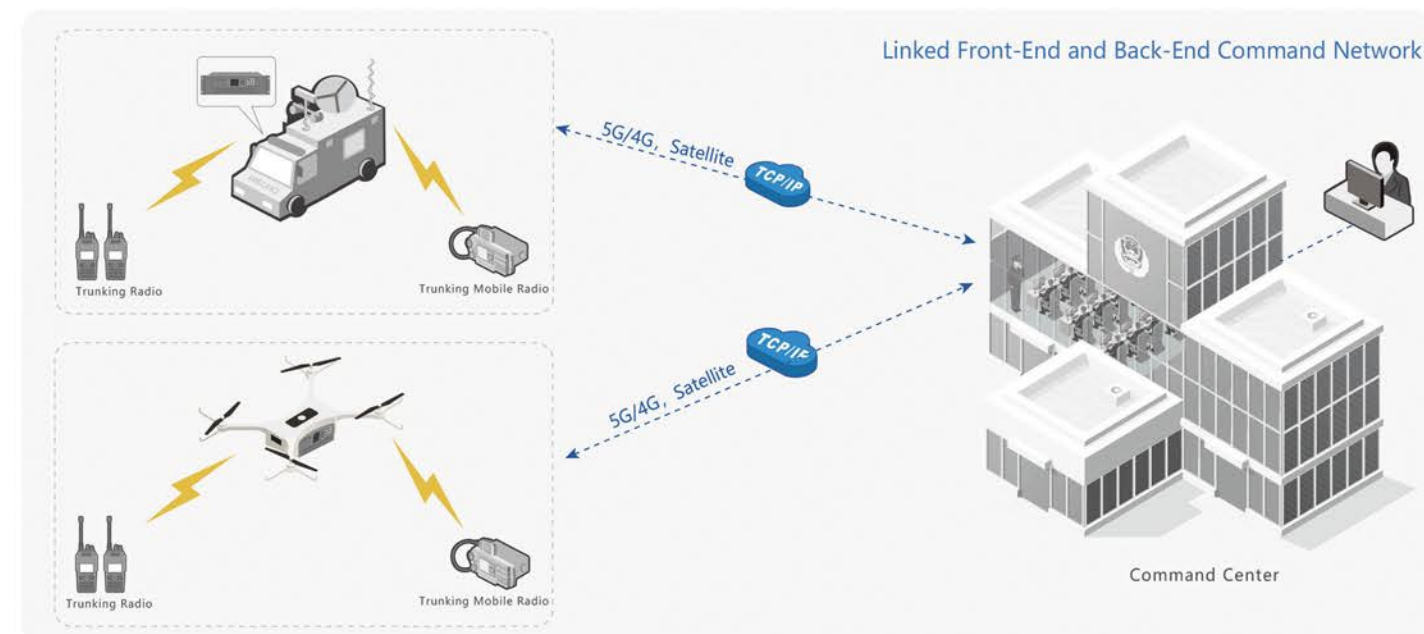 Linked Front-End and Back-End Command Network
5G/4G, Satellite
TCP/IP
Trunking Radio
Trunking Mobile Radio
TCP/IP
5G/4G, Satellite
Command Center
Trunking Radio
Trunking Mobile Radio